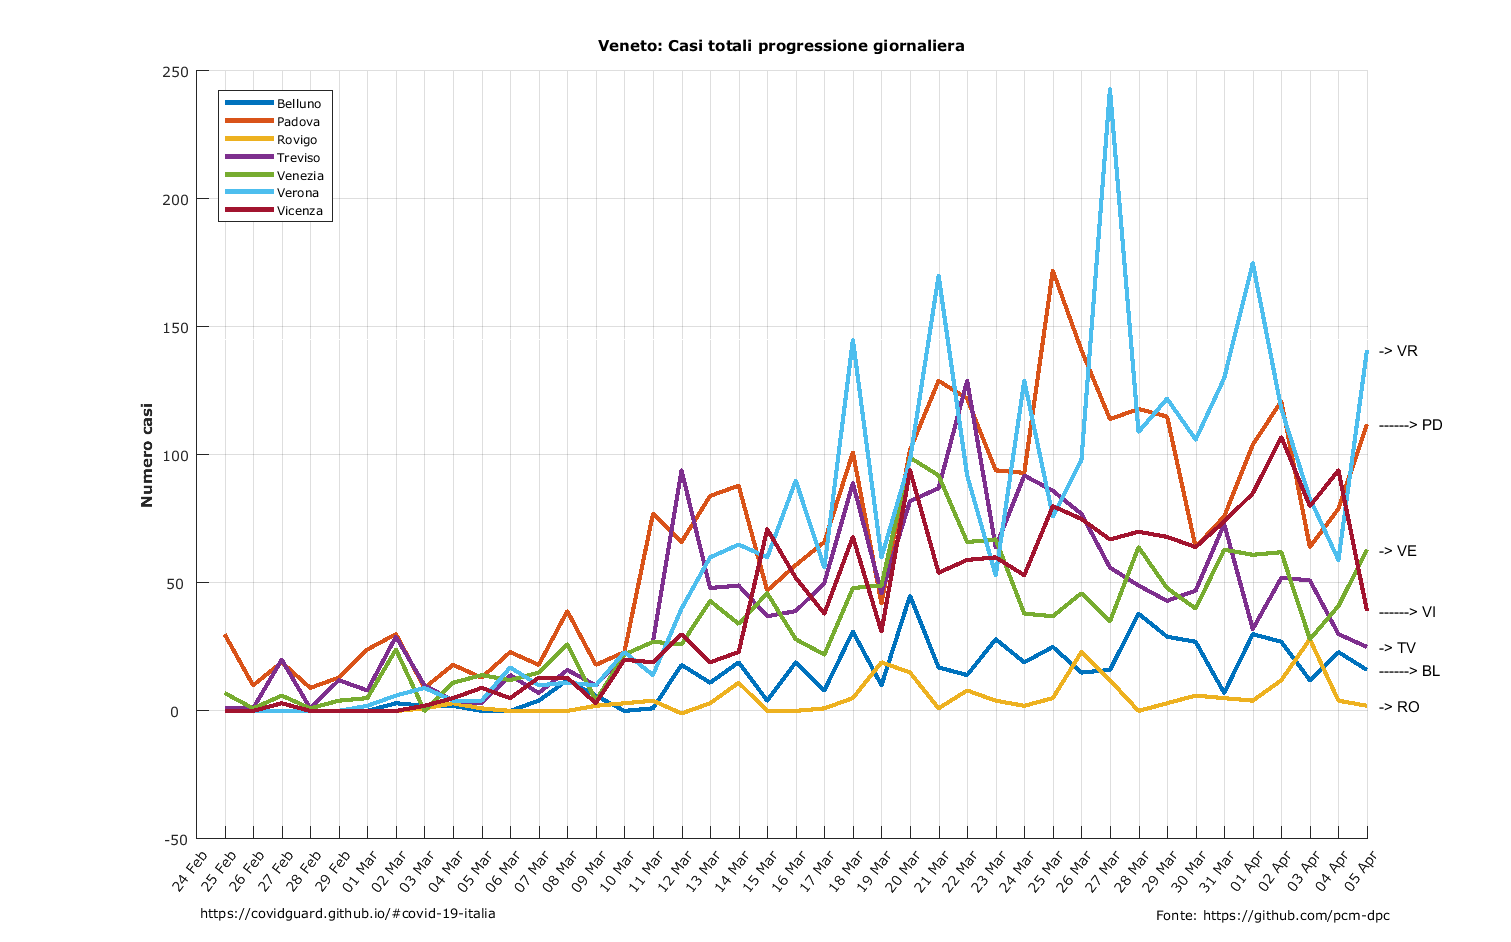 Veneto: Casi totali progressione giornaliera
250
200
150
100
50
0
-50
Numero casi
Belluno
Padova
Rovigo
Treviso
Venezia
Verona
Vicenza
-> VR
------> PD
-> VE
------> VI
-> TV
------> BL
-> RO
24 Feb
25 Feb
26 Feb
27 Feb
28 Feb
29 Feb
01 Mar
02 Mar
03 Mar
04 Mar
05 Mar
06 Mar
07 Mar
08 Mar
09 Mar
10 Mar
11 Mar
12 Mar
13 Mar
14 Mar
15 Mar
16 Mar
17 Mar
18 Mar
19 Mar
20 Mar
21 Mar
22 Mar
23 Mar
24 Mar
25 Mar
26 Mar
27 Mar
28 Mar
29 Mar
30 Mar
31 Mar
01 Apr
02 Apr
03 Apr
04 Apr
05 Apr
https://covidguard.github.io/#covid-19-italia
Fonte: https://github.com/pcm-dpc